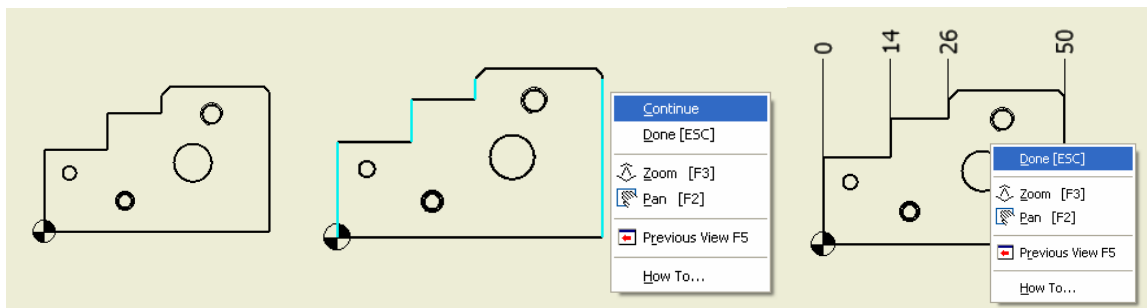 Continue
Done [ESC]
Zoom [F3]
Pan [F2]
Previous View F5
How To...
0
14
26
50
Done [ESC]
Zoom [F3]
Pan [F2]
Previous View F5
How To...